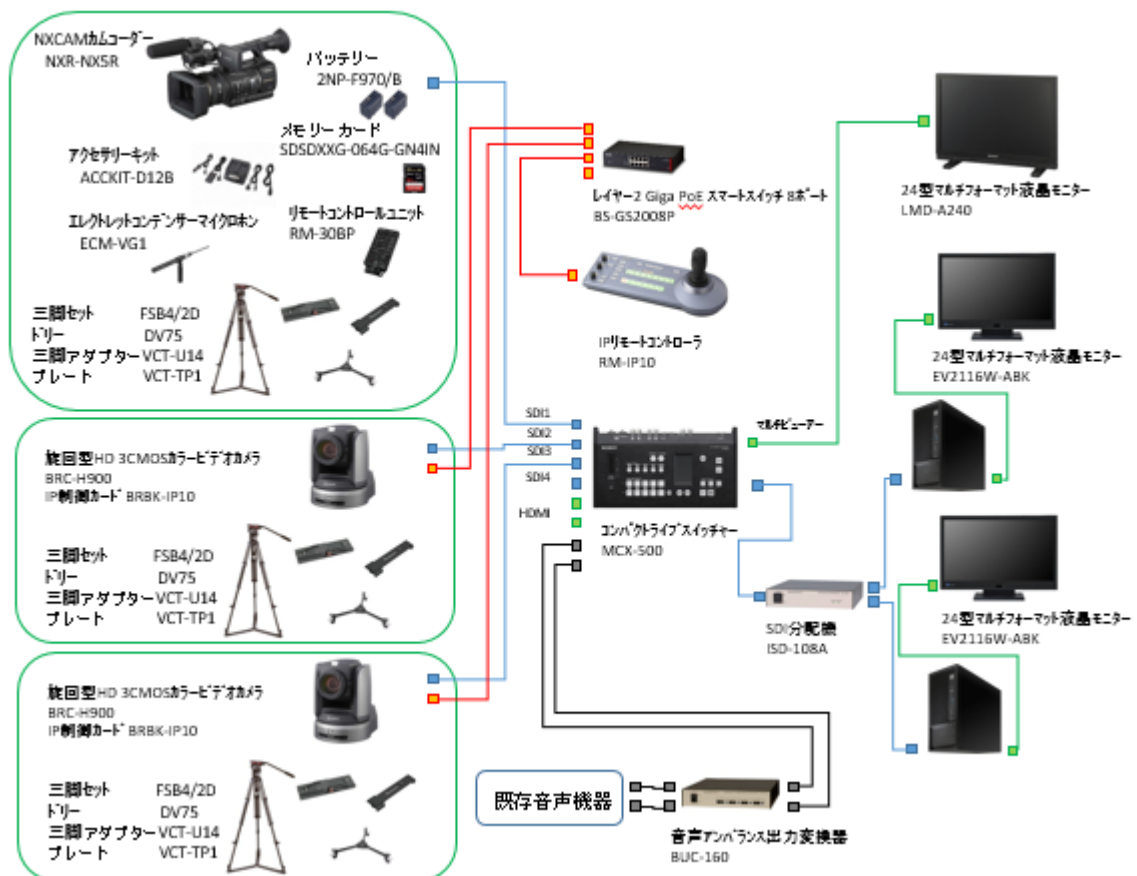 NXCAMカムコーダー
NXR-NX5R
バッテリー
2NP-F970/B
メモリーカード
SDSDXXG-064G-GN4IN
アクセサリーキット
ACCKIT-D12B
エレクトレットコンデンサーマイクロホン
ECM-VG1
リモートコントロールユニット
RM-30BP
三脚セット FSB4/2D
ドリー DV75
三脚アダプター VCT-U14
プレート VCT-TP1
旋回型HD 3CMOSカラービデオカメラ
BRC-H900
IP制御カード BRBK-IP10
三脚セット FSB4/2D
ドリー DV75
三脚アダプター VCT-U14
プレート VCT-TP1
旋回型HD 3CMOSカラービデオカメラ
BRC-H900
IP制御カード BRBK-IP10
三脚セット FSB4/2D
ドリー DV75
三脚アダプター VCT-U14
プレート VCT-TP1
レイヤー2 Giga PoE スマートスイッチ 8ポート
BS-GS2008P
IPリモートコントローラ
RM-IP10
SDI1
SDI2
SDI3
SDI4
HDMI
マルチビューアー
コンパクトライブスイッチャー
MCX-500
SDI分配機
ISD-108A
既存音声機器
音声アンバランス出力変換器
BUC-160
24型マルチフォーマット液晶モニター
LMD-A240
24型マルチフォーマット液晶モニター
EV2116W-ABK
24型マルチフォーマット液晶モニター
EV2116W-ABK